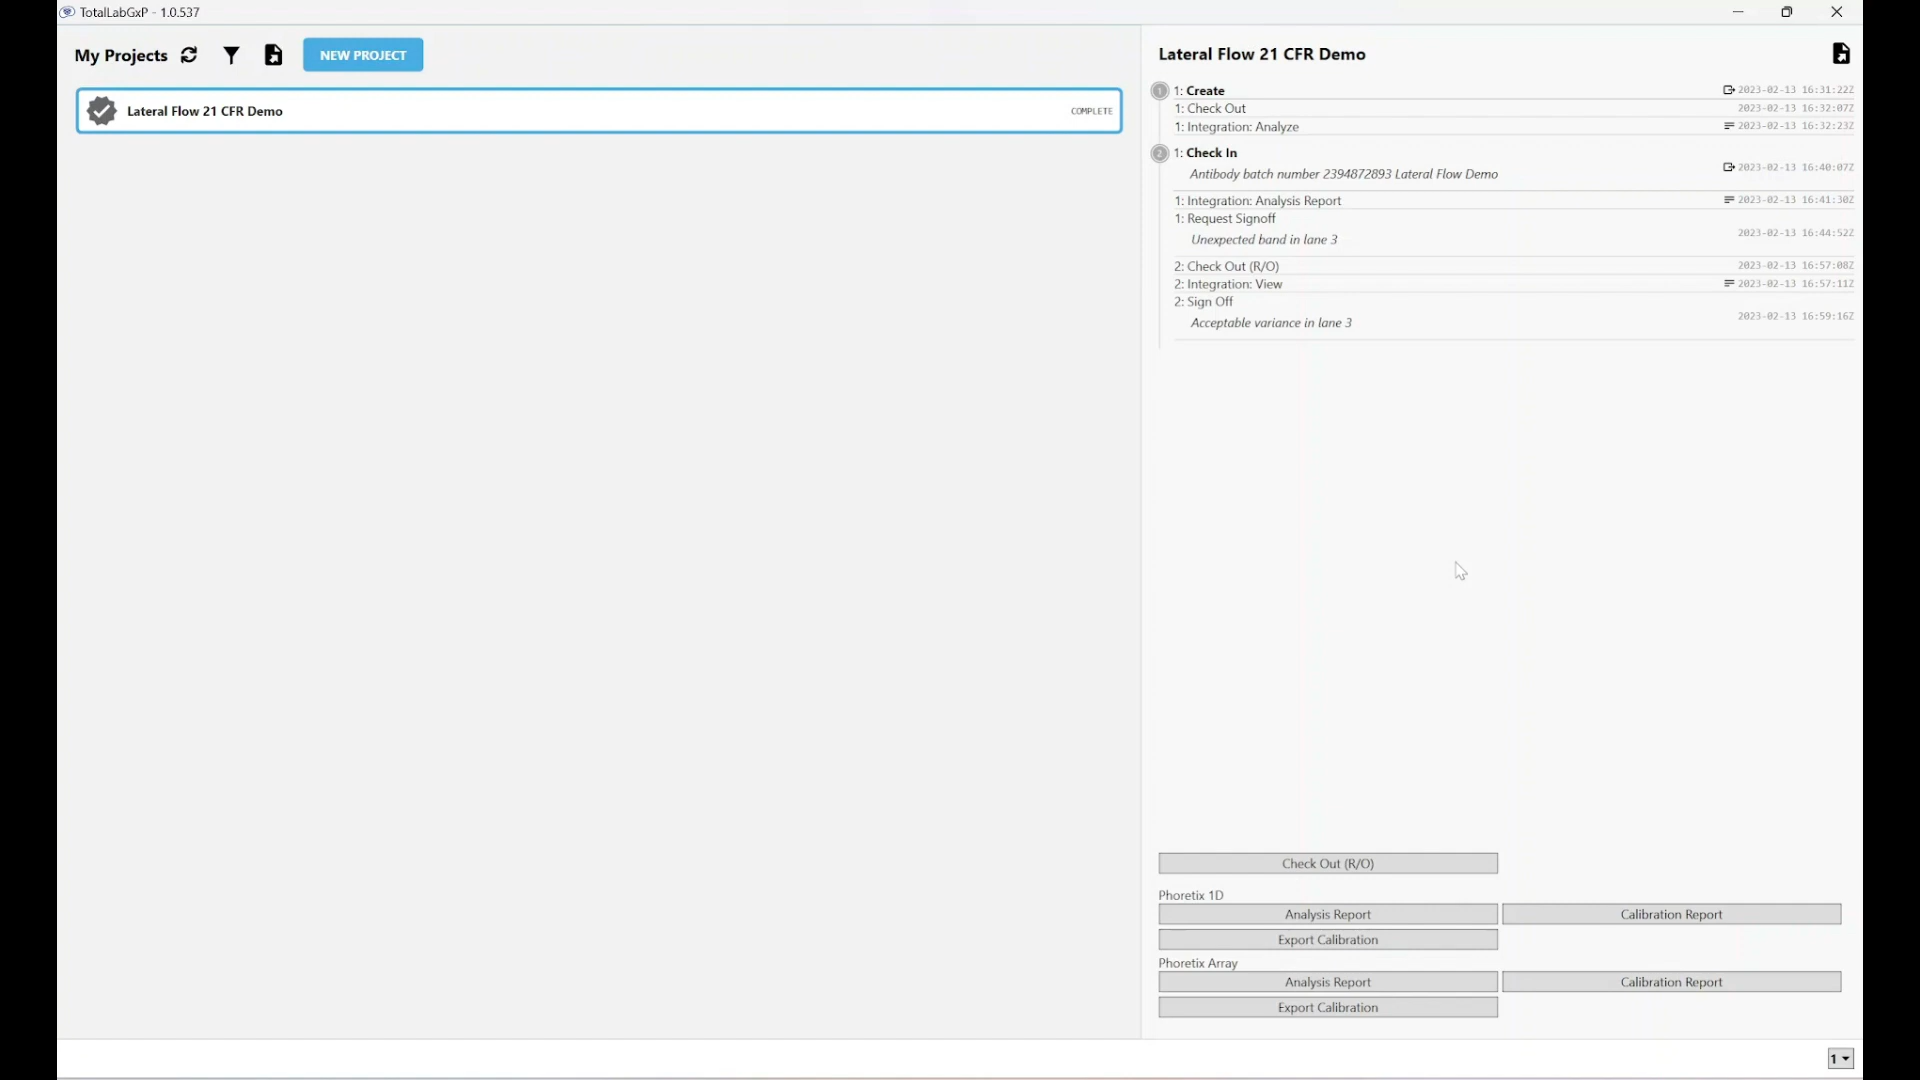 TotalLabGxP - 1.0.537
My Projects
NEW PROJECT
Lateral Flow 21 CFR Demo
COMPLETE
Lateral Flow 21 CFR Demo
1 1: Create 2023-02-13 16:31:22Z
1: Check Out 2023-02-13 16:32:07Z
1: Integration: Analyze 2023-02-13 16:32:23Z
2 1: Check In
Antibody batch number 2394872893 Lateral Flow Demo 2023-02-13 16:40:07Z
1: Integration: Analysis Report 2023-02-13 16:41:30Z
1: Request Signoff
Unexpected band in lane 3 2023-02-13 16:44:52Z
2: Check Out (R/O) 2023-02-13 16:57:08Z
2: Integration: View 2023-02-13 16:57:11Z
2: Sign Off
Acceptable variance in lane 3 2023-02-13 16:59:16Z
Check Out (R/O)
Phoretix 1D
Analysis Report Calibration Report
Export Calibration
Phoretix Array
Analysis Report Calibration Report
Export Calibration
1